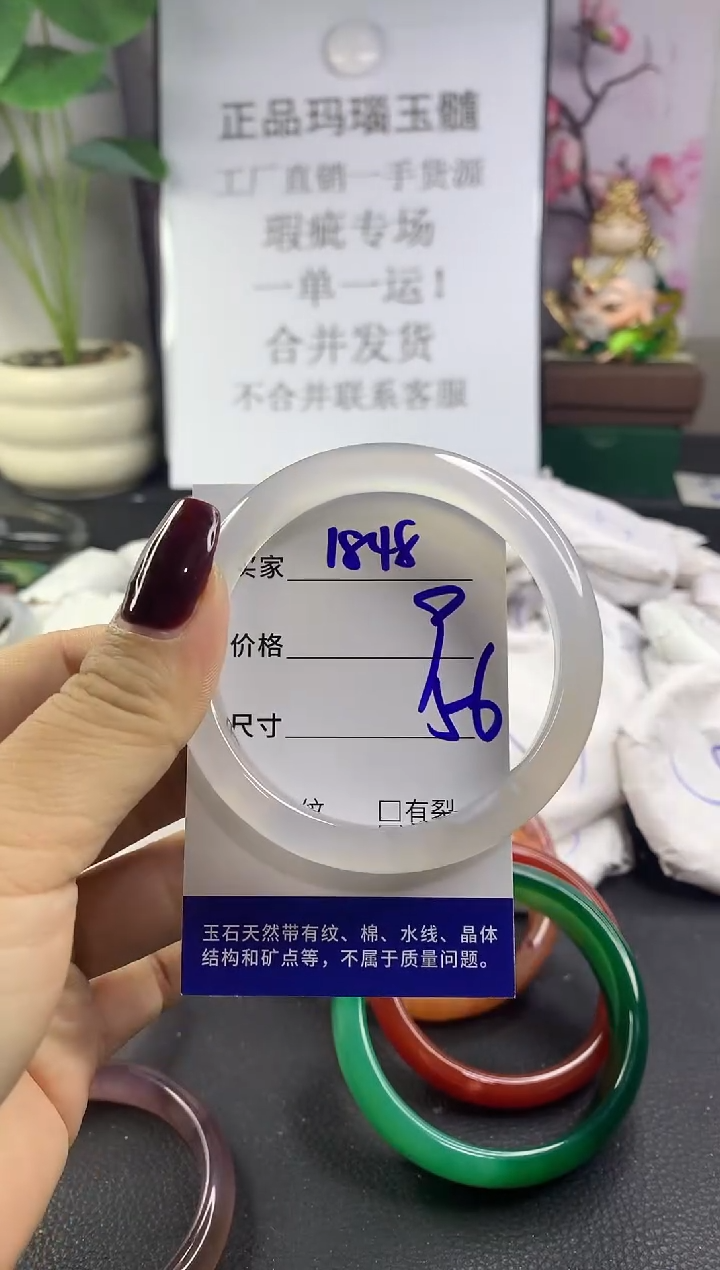 正品玛瑙玉髓
工厂直销一手货源
瑕疵专场
一单一运！
合并发货
不合并联系客服
买家 1848
价格
尺寸 56
纹 □有裂
玉石天然带有纹、棉、水线、晶体
结构和矿点等，不属于质量问题。